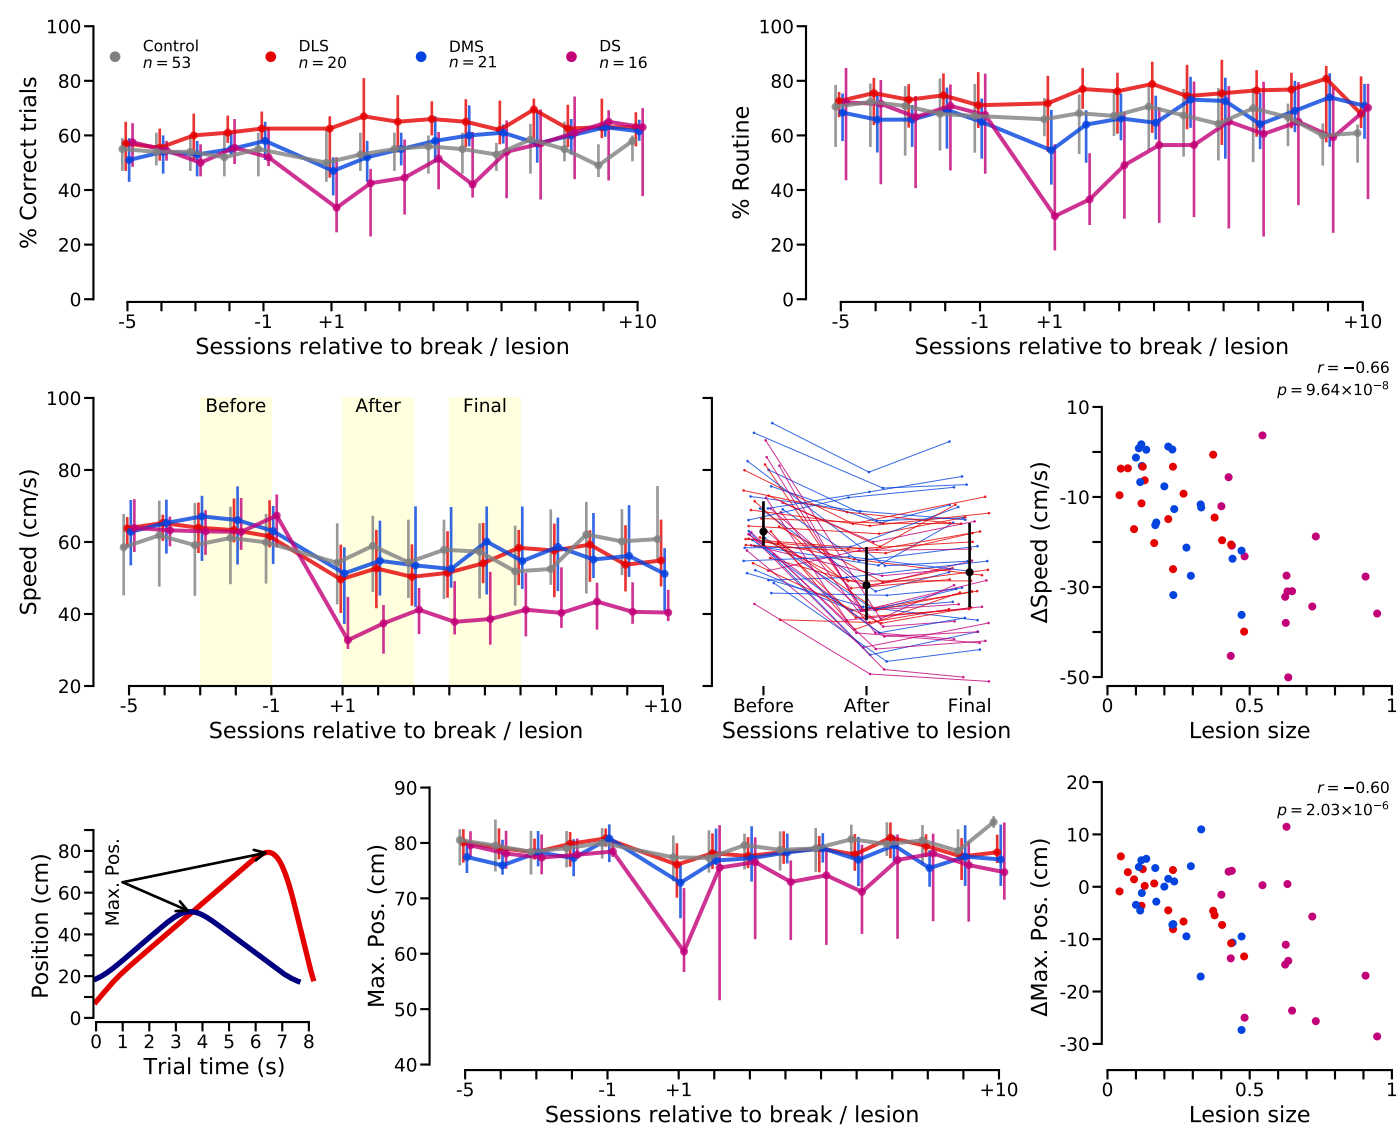 100
80
60
40
20
0
% Correct trials
Control
n = 53
DLS
n = 20
DMS
n = 21
DS
n = 16
-5
-1
+1
+10
Sessions relative to break / lesion
100
80
60
40
20
0
% Routine
-5
-1
+1
+10
Sessions relative to break / lesion
100
80
60
40
20
Speed (cm/s)
Before
After
Final
-5
-1
+1
+10
Sessions relative to break / lesion
Before
After
Final
Sessions relative to lesion
r = −0.66
p = 9.64×10⁻⁸
10
-10
-30
-50
ΔSpeed (cm/s)
0
0.5
1
Lesion size
80
60
40
20
0
Position (cm)
Max. Pos.
0 1 2 3 4 5 6 7 8
Trial time (s)
90
80
70
60
50
40
Max. Pos. (cm)
-5
-1
+1
+10
Sessions relative to break / lesion
r = −0.60
p = 2.03×10⁻⁶
20
10
0
-10
-20
-30
ΔMax. Pos. (cm)
0
0.5
1
Lesion size